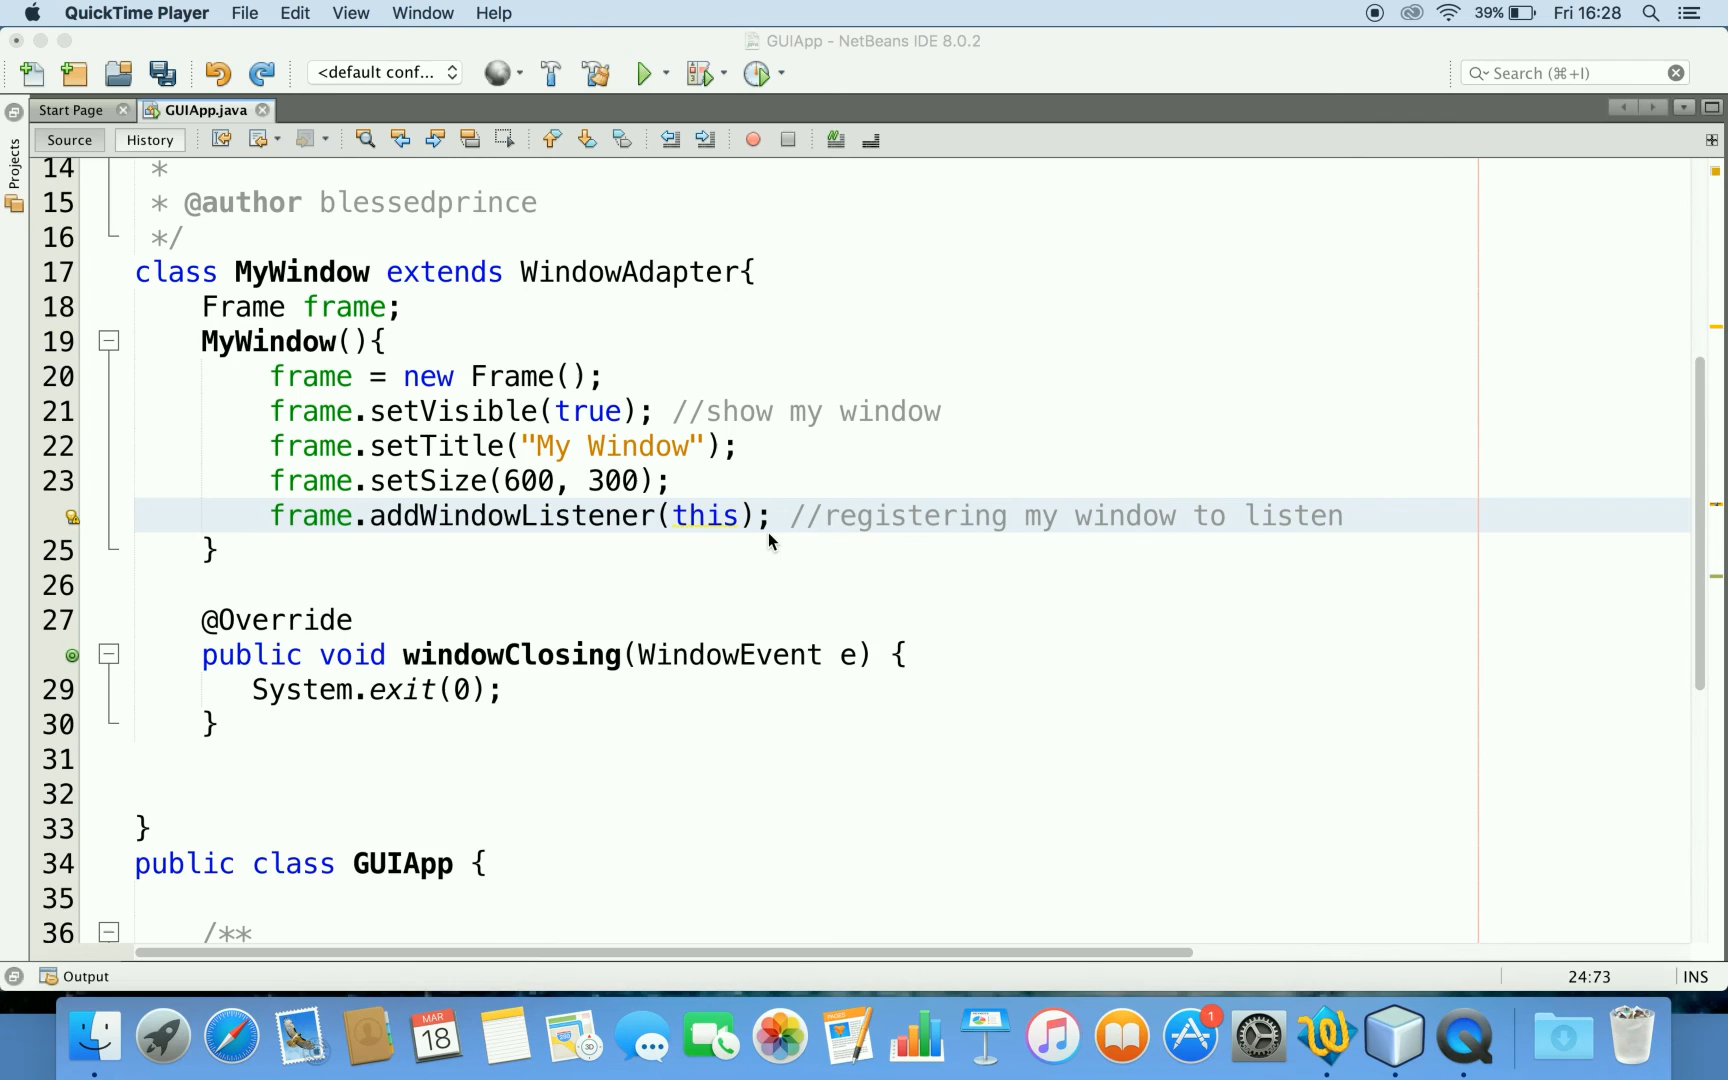 QuickTime Player File Edit View Window Help 39% Fri 16:28
GUIApp - NetBeans IDE 8.0.2
<default conf... Search (⌘+I)
Start Page GUIApp.java
Projects
Source History
14 *
15 * @author blessedprince
16 */
17 class MyWindow extends WindowAdapter{
18 Frame frame;
19 MyWindow(){
20 frame = new Frame();
21 frame.setVisible(true); //show my window
22 frame.setTitle("My Window");
23 frame.setSize(600, 300);
frame.addWindowListener(this); //registering my window to listen
25 }
26
27 @Override
public void windowClosing(WindowEvent e) {
29 System.exit(0);
30 }
31
32
33 }
34 public class GUIApp {
35
36 /**
Output 24:73 INS
MAR
18
1